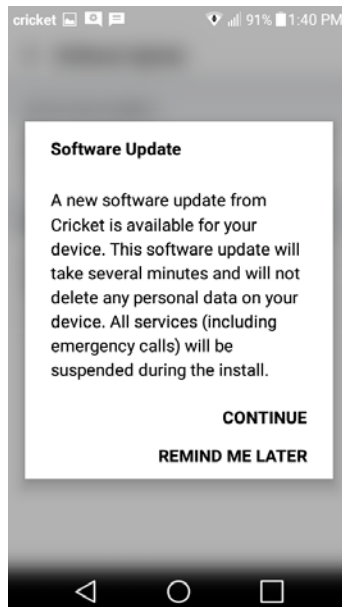 cricket 91% 1:40 PM
Software Update
A new software update from
Cricket is available for your
device. This software update will
take several minutes and will not
delete any personal data on your
device. All services (including
emergency calls) will be
suspended during the install.
CONTINUE
REMIND ME LATER